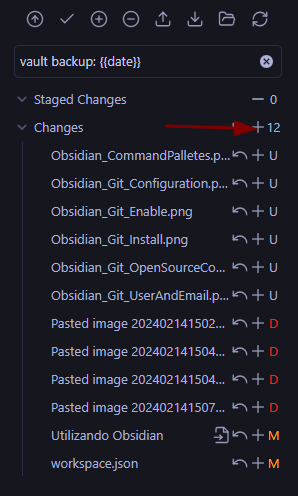 vault backup: {{date}}
Staged Changes 0
Changes 12
Obsidian_CommandPalletes.p... U
Obsidian_Git_Configuration.p... U
Obsidian_Git_Enable.png U
Obsidian_Git_Install.png U
Obsidian_Git_OpenSourceCo... U
Obsidian_Git_UserAndEmail.p... U
Pasted image 202402141502... D
Pasted image 202402141504... D
Pasted image 202402141504... D
Pasted image 202402141507... D
Utilizando Obsidian M
workspace.json M